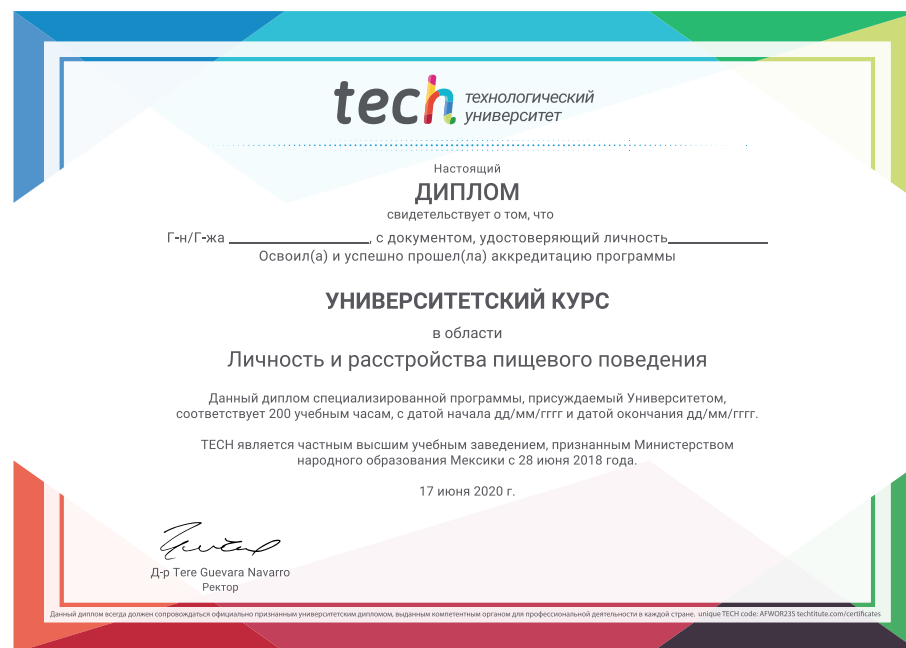 tech технологический
университет
Настоящий
ДИПЛОМ
свидетельствует о том, что
Г-н/Г-жа ____________________, с документом, удостоверяющий личность______________
Освоил(а) и успешно прошел(ла) аккредитацию программы
УНИВЕРСИТЕТСКИЙ КУРС
в области
Личность и расстройства пищевого поведения
Данный диплом специализированной программы, присуждаемый Университетом,
соответствует 200 учебным часам, с датой начала дд/мм/гггг и датой окончания дд/мм/гггг.
TECH является частным высшим учебным заведением, признанным Министерством
народного образования Мексики с 28 июня 2018 года.
17 июня 2020 г.
Д-р Tere Guevara Navarro
Ректор
Данный диплом всегда должен сопровождаться официально признанным университетским дипломом, выданным компетентным органом для профессиональной деятельности в каждой стране. unique TECH code: AFWOR23S techtitute.com/certificates